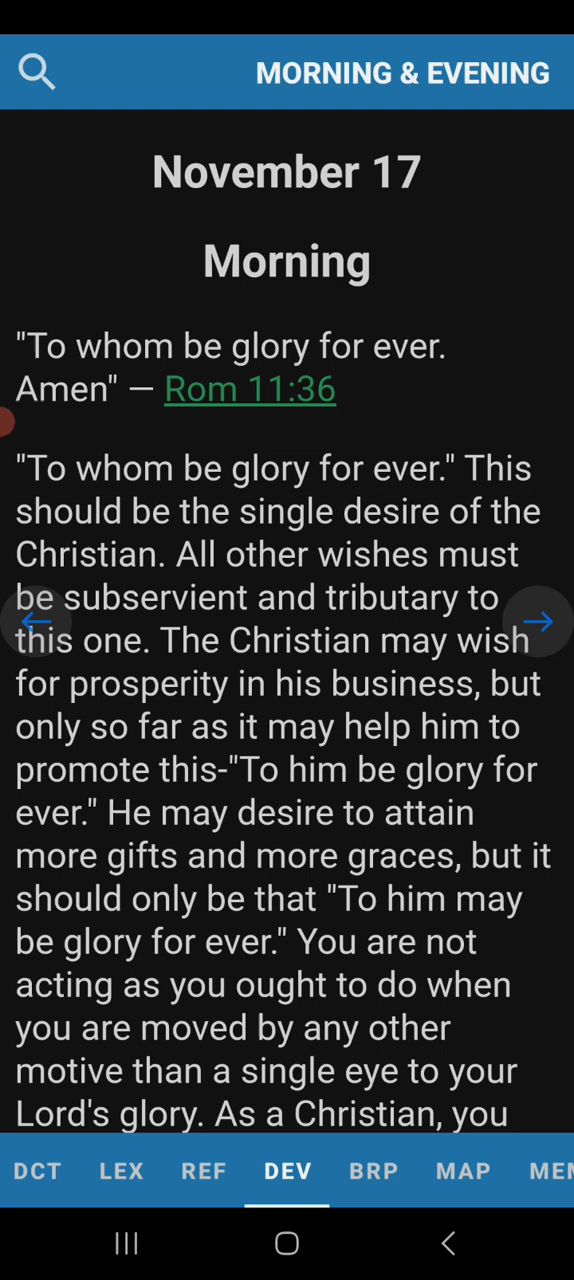 MORNING & EVENING
November 17
Morning
"To whom be glory for ever.
Amen" — Rom 11:36
"To whom be glory for ever." This
should be the single desire of the
Christian. All other wishes must
be subservient and tributary to
this one. The Christian may wish
for prosperity in his business, but
only so far as it may help him to
promote this-"To him be glory for
ever." He may desire to attain
more gifts and more graces, but it
should only be that "To him may
be glory for ever." You are not
acting as you ought to do when
you are moved by any other
motive than a single eye to your
Lord's glory. As a Christian, you
DCT LEX REF DEV BRP MAP MEM